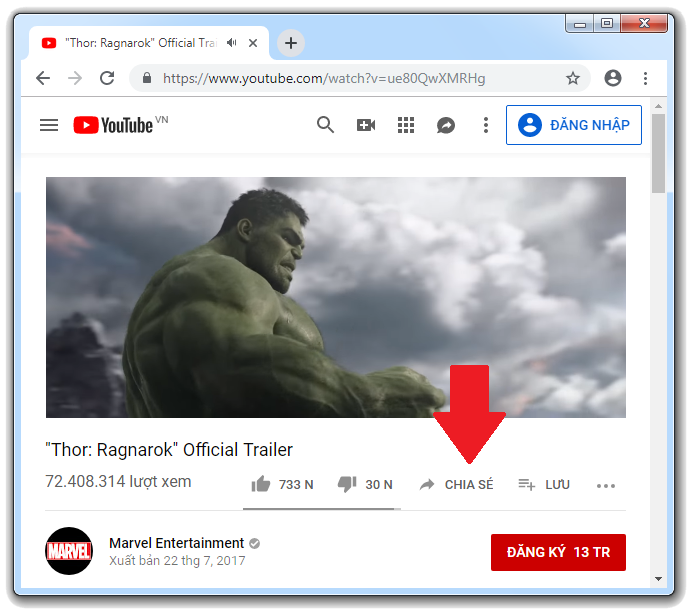 "Thor: Ragnarok" Official Trai
https://www.youtube.com/watch?v=ue80QwXMRHg
YouTube VN
ĐĂNG NHẬP
"Thor: Ragnarok" Official Trailer
72.408.314 lượt xem
733 N
30 N
CHIA SẺ
LƯU
MARVEL
Marvel Entertainment
Xuất bản 22 thg 7, 2017
ĐĂNG KÝ 13 TR